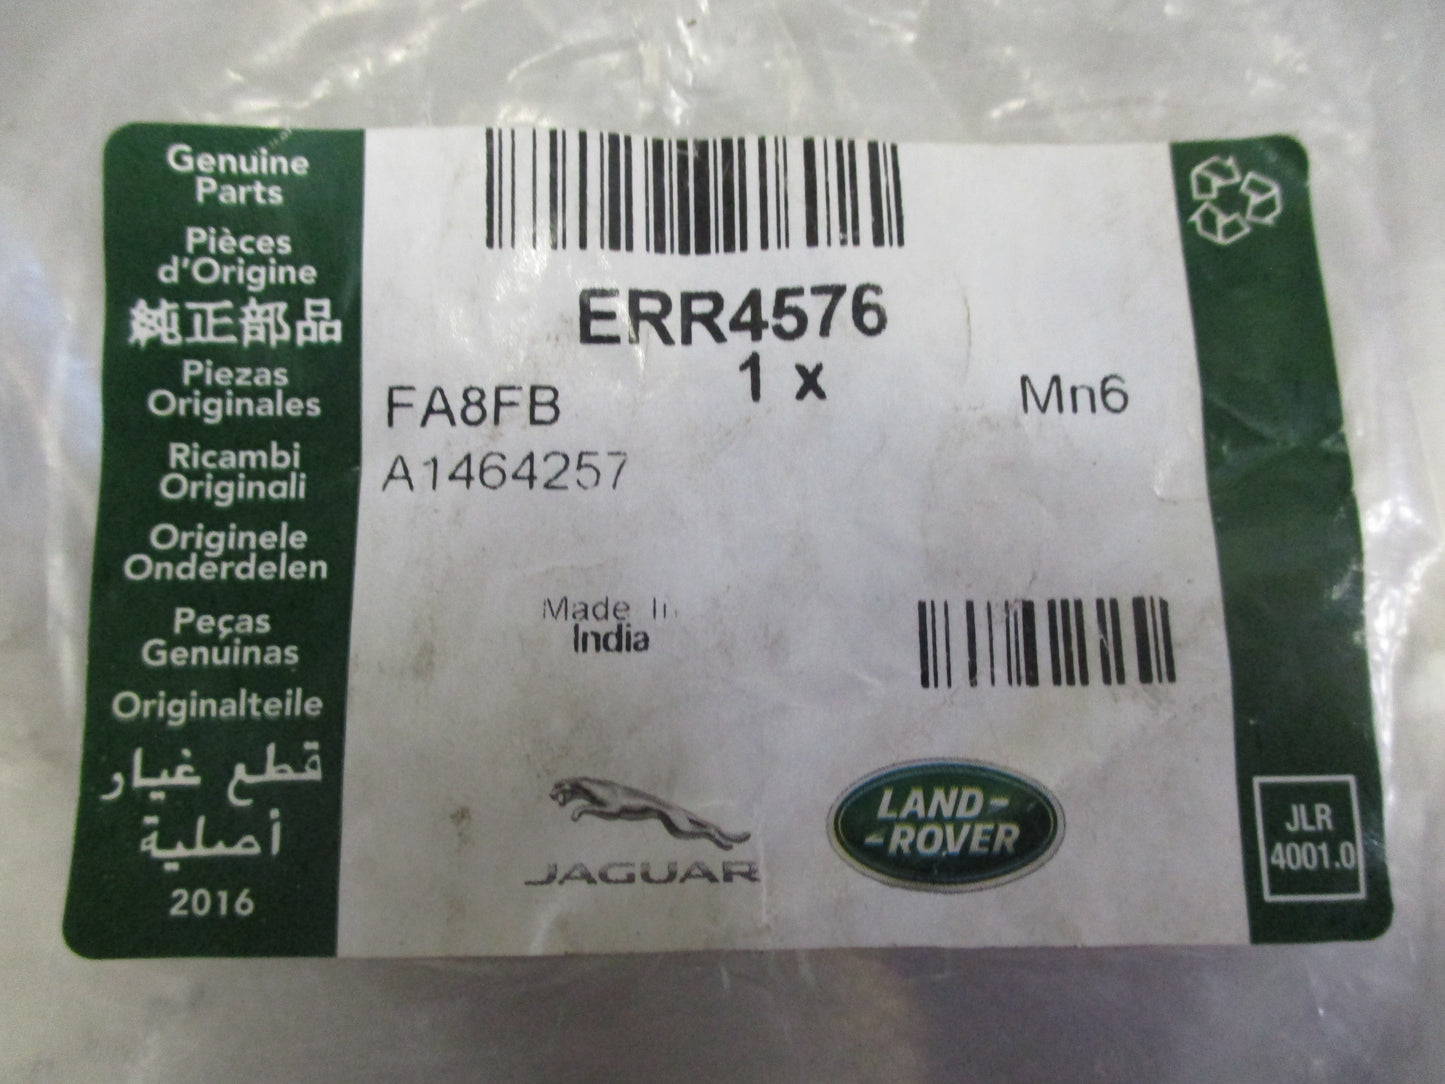 Genuine
Parts
Pièces
d'Origine
純正部品
Piezas
Originales
Ricambi
Originali
Originele
Onderdelen
Peças
Genuínas
Originalteile
قطع غيار
أصلية
2016
ERR4576
1 x
FA8FB
Mn6
A1464257
Made In
India
JAGUAR
LAND-
-ROVER
JLR
4001.0